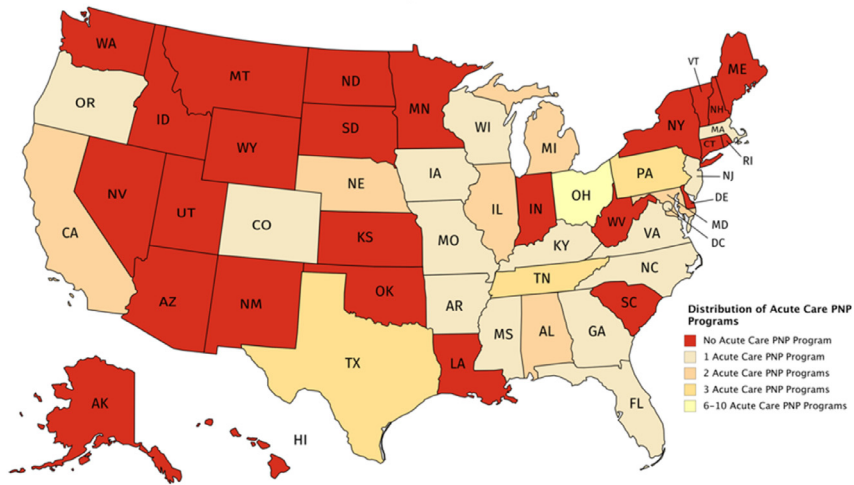 WA
MT
ND
MN
VT
ME
OR
ID
SD
WI
MI
NY
NH
MA
CT
RI
WY
NV
UT
CO
NE
IA
IL
IN
OH
PA
NJ
DE
MD
DC
CA
KS
MO
KY
WV
VA
AZ
NM
OK
AR
TN
NC
TX
LA
MS
AL
GA
SC
FL
AK
HI
Distribution of Acute Care PNP
Programs
No Acute Care PNP Program
1 Acute Care PNP Program
2 Acute Care PNP Programs
3 Acute Care PNP Programs
6-10 Acute Care PNP Programs